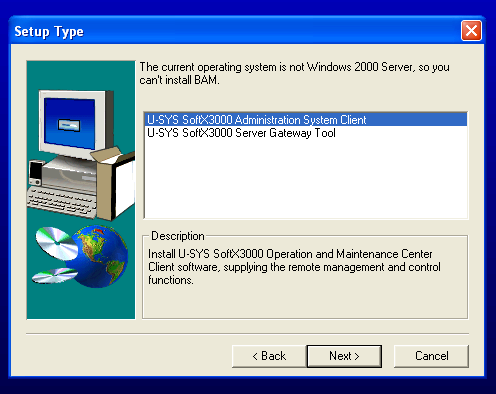 Setup Type
The current operating system is not Windows 2000 Server, so you
can't install BAM.
U-SYS SoftX3000 Administration System Client
U-SYS SoftX3000 Server Gateway Tool
Description
Install U-SYS SoftX3000 Operation and Maintenance Center
Client software, supplying the remote management and control
functions.
< Back
Next >
Cancel